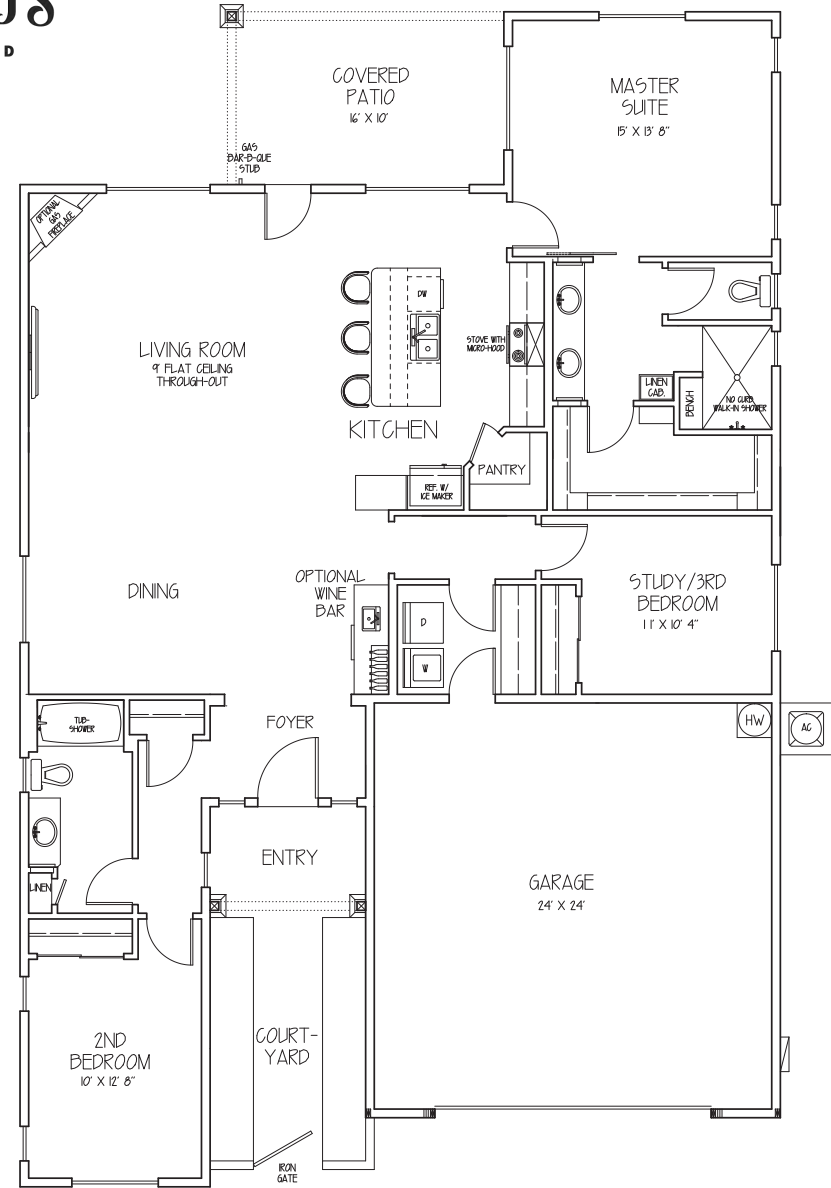 D
COVERED
PATIO
16' X 10'
MASTER
SUITE
15' X 13' 8"
GAS
BAR-B-QUE
STUB
OPTIONAL
GAS
FIREPLACE
DW
LIVING ROOM
9' FLAT CEILING
THROUGH-OUT
STOVE WITH
MICRO-HOOD
LINEN
CAB.
BENCH
NO CURB
WALK-IN SHOWER
KITCHEN
PANTRY
REF. W/
ICE MAKER
DINING
OPTIONAL
WINE
BAR
D
W
STUDY/3RD
BEDROOM
11' X 10' 4"
TUB-
SHOWER
FOYER
HW
AC
ENTRY
LINEN
GARAGE
24' X 24'
2ND
BEDROOM
10' X 12' 8"
COURT-
YARD
IRON
GATE